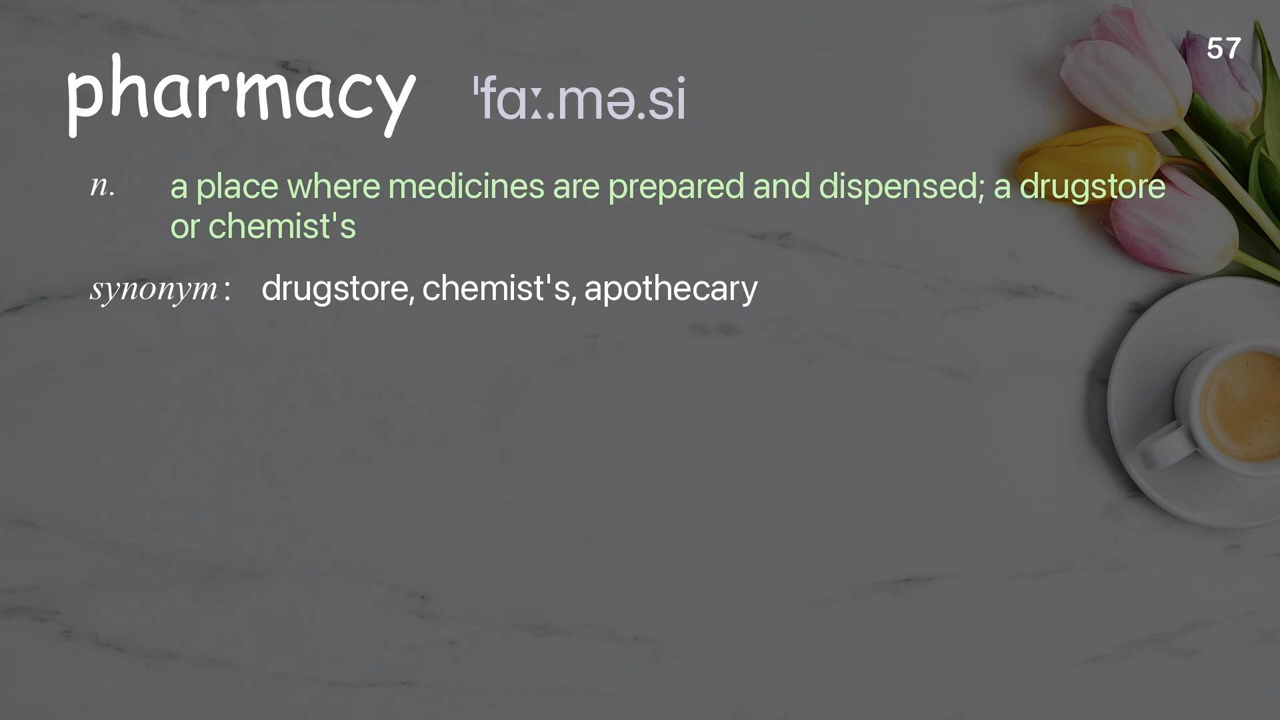 57
pharmacy ˈfɑː.mə.si
n. a place where medicines are prepared and dispensed; a drugstore
or chemist's
synonym: drugstore, chemist's, apothecary